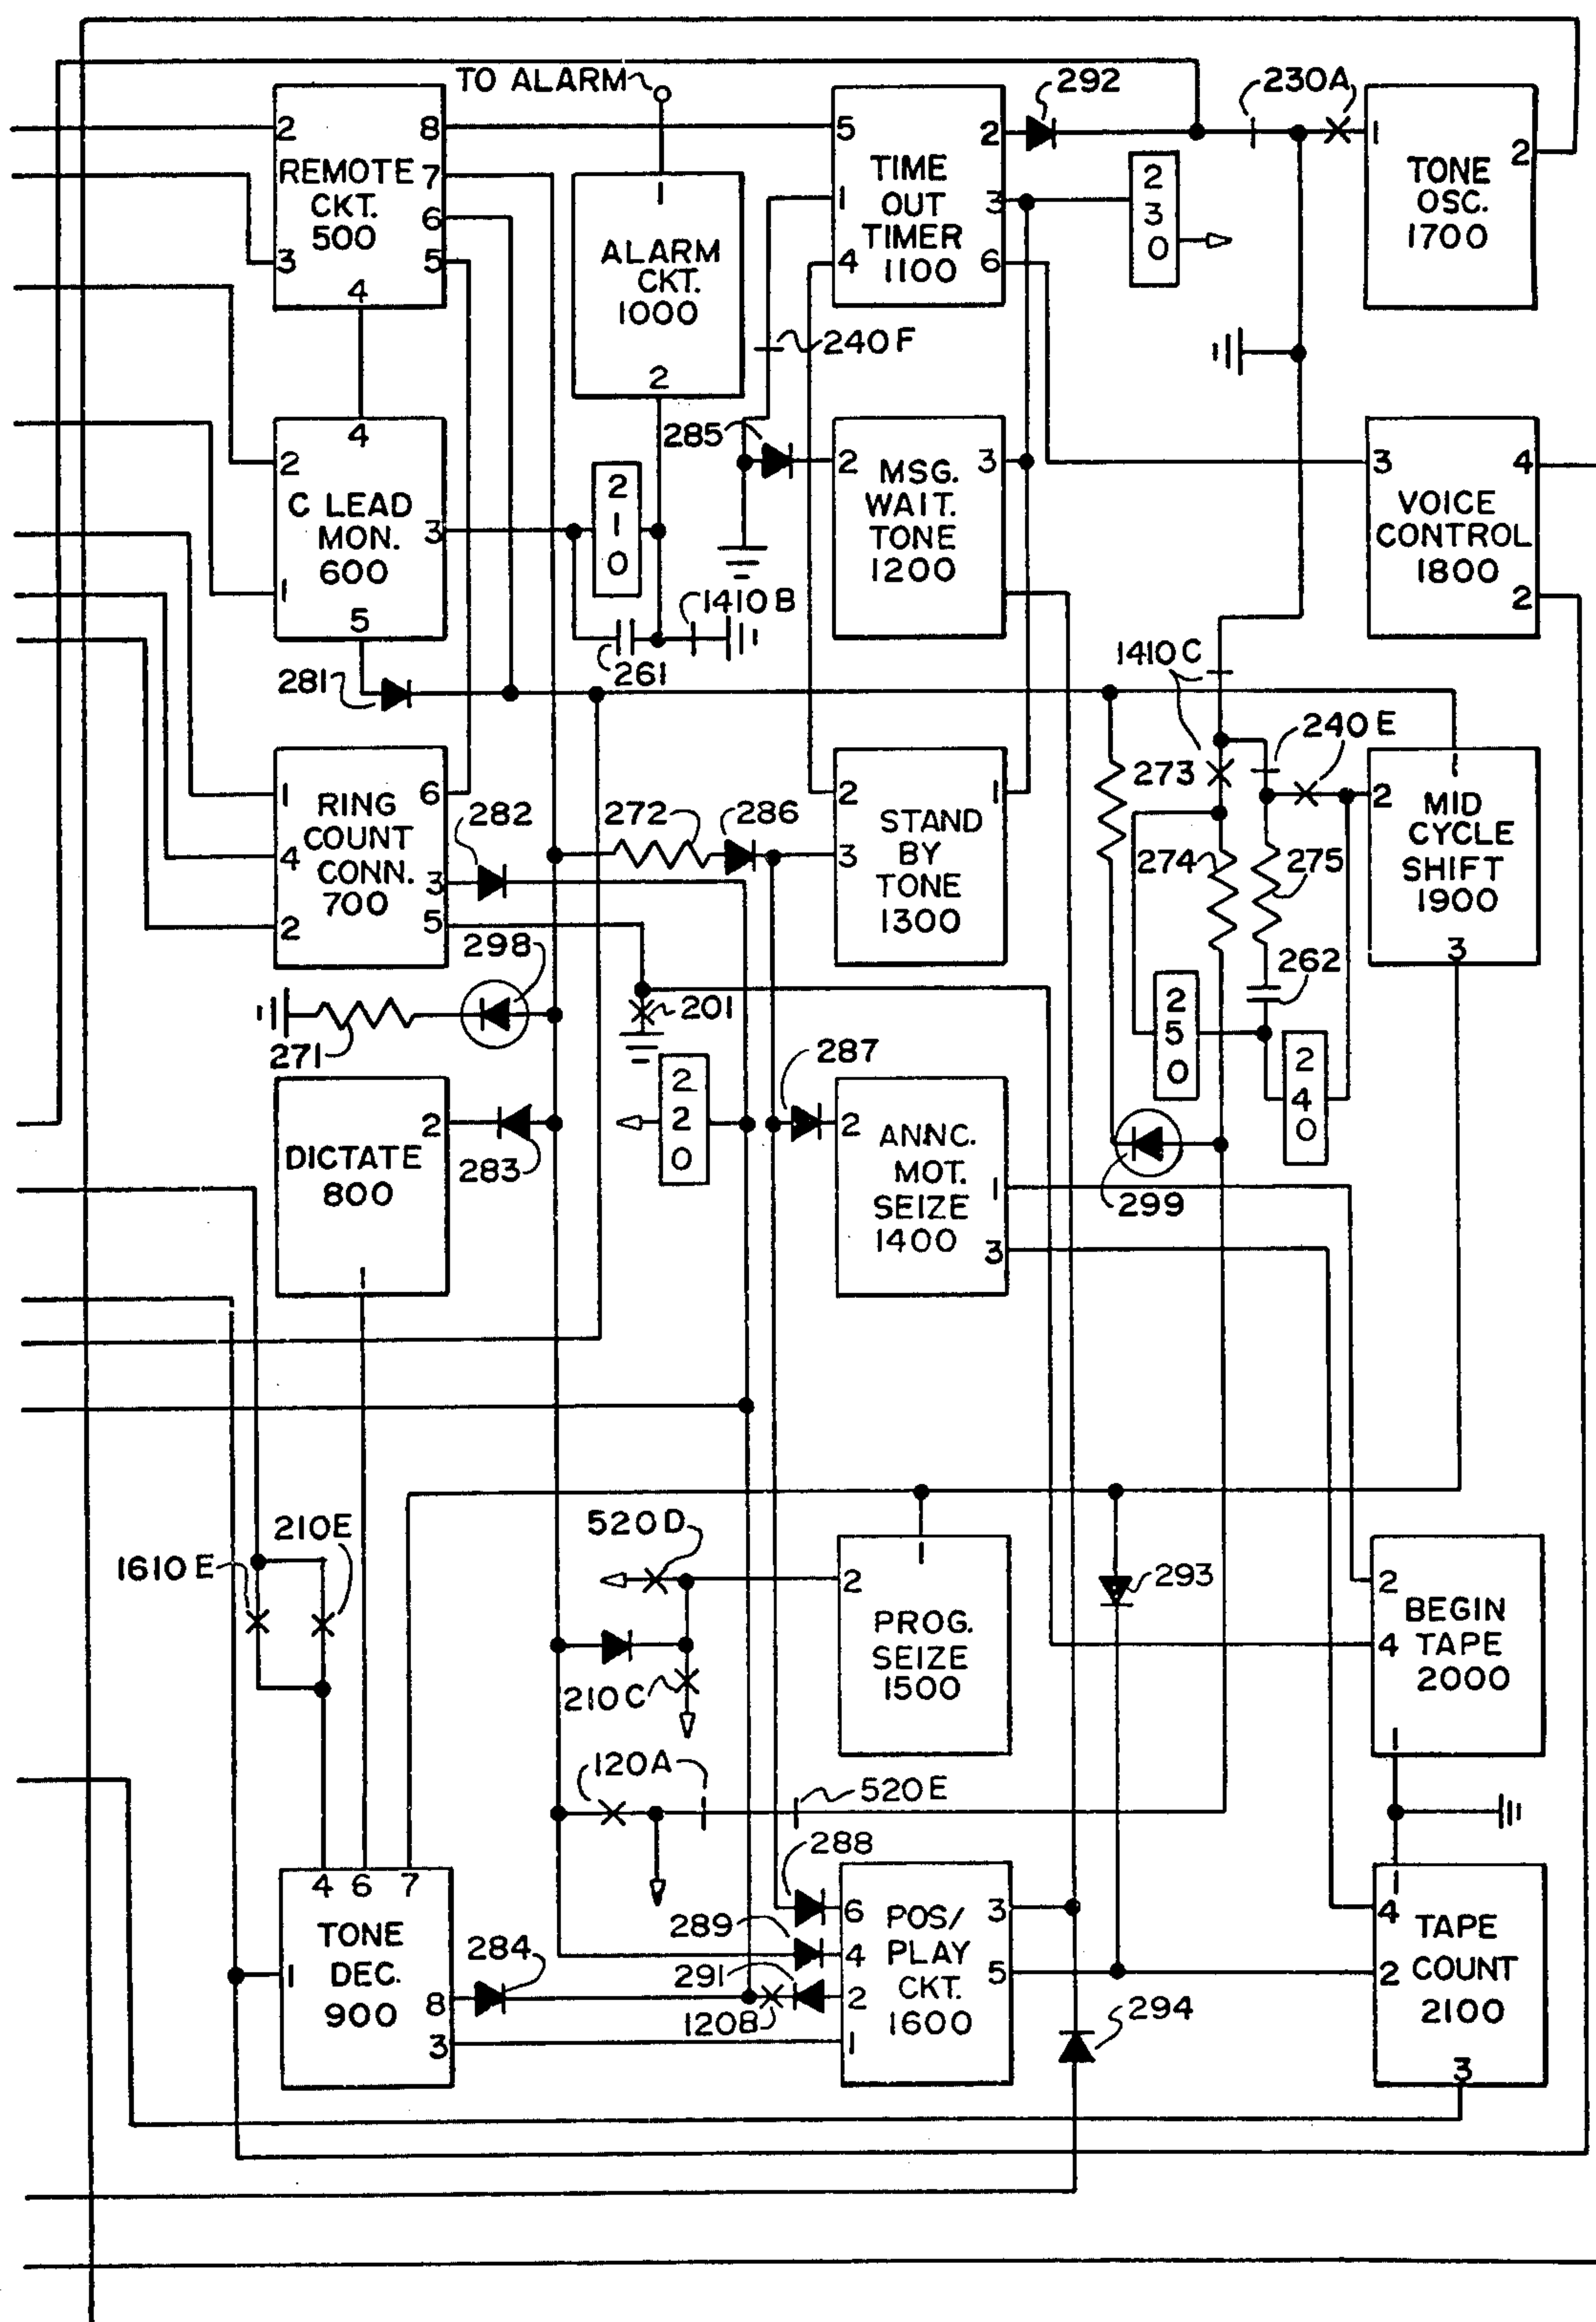 TO ALARM
292
230A
2
8
REMOTE
CKT.
500
7
6
5
3
4
1
ALARM
CKT.
1000
2
5
2
TIME
OUT
TIMER
1100
1
3
4
6
2
3
0
1
2
TONE
OSC.
1700
240F
4
2
C LEAD
MON.
600
3
1
5
2
1
0
285
2
3
MSG.
WAIT.
TONE
1200
3
4
VOICE
CONTROL
1800
2
1410B
261
281
1410C
240E
1
6
RING
COUNT
CONN.
700
4
3
2
5
282
272
286
2
1
STAND
BY
TONE
1300
3
273
274
275
1
2
MID
CYCLE
SHIFT
1900
3
298
271
201
262
2
5
0
2
4
0
287
2
2
0
2
DICTATE
800
1
283
2
ANNC.
MOT.
SEIZE
1400
1
3
299
210E
1610E
520D
1
2
PROG.
SEIZE
1500
293
2
BEGIN
TAPE
2000
4
1
210C
120A
520E
288
4 6 7
TONE
DEC.
900
1
8
3
284
289
291
120B
6
4
2
1
POS/
PLAY
CKT.
1600
3
5
294
1
4
TAPE
COUNT
2100
2
3